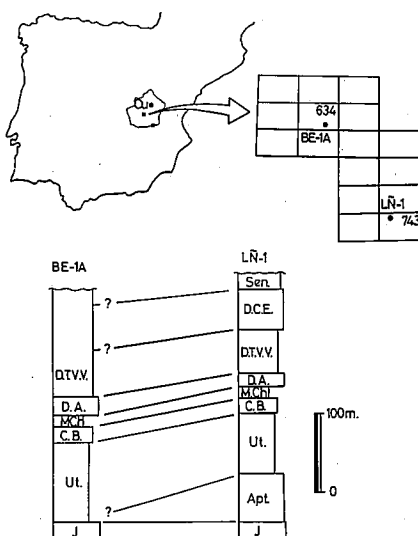 634
BE-1A
LÑ-1
743
BE-1A
LÑ-1
Sen.
?
D.C.E.
?
D.T.V.V.
D.T.V.V.
D.A.
M.Ch!
D.A.
M.CH
C.B.
C.B.
100m.
Ut.
Ut.
Apt.
?
0
J
J